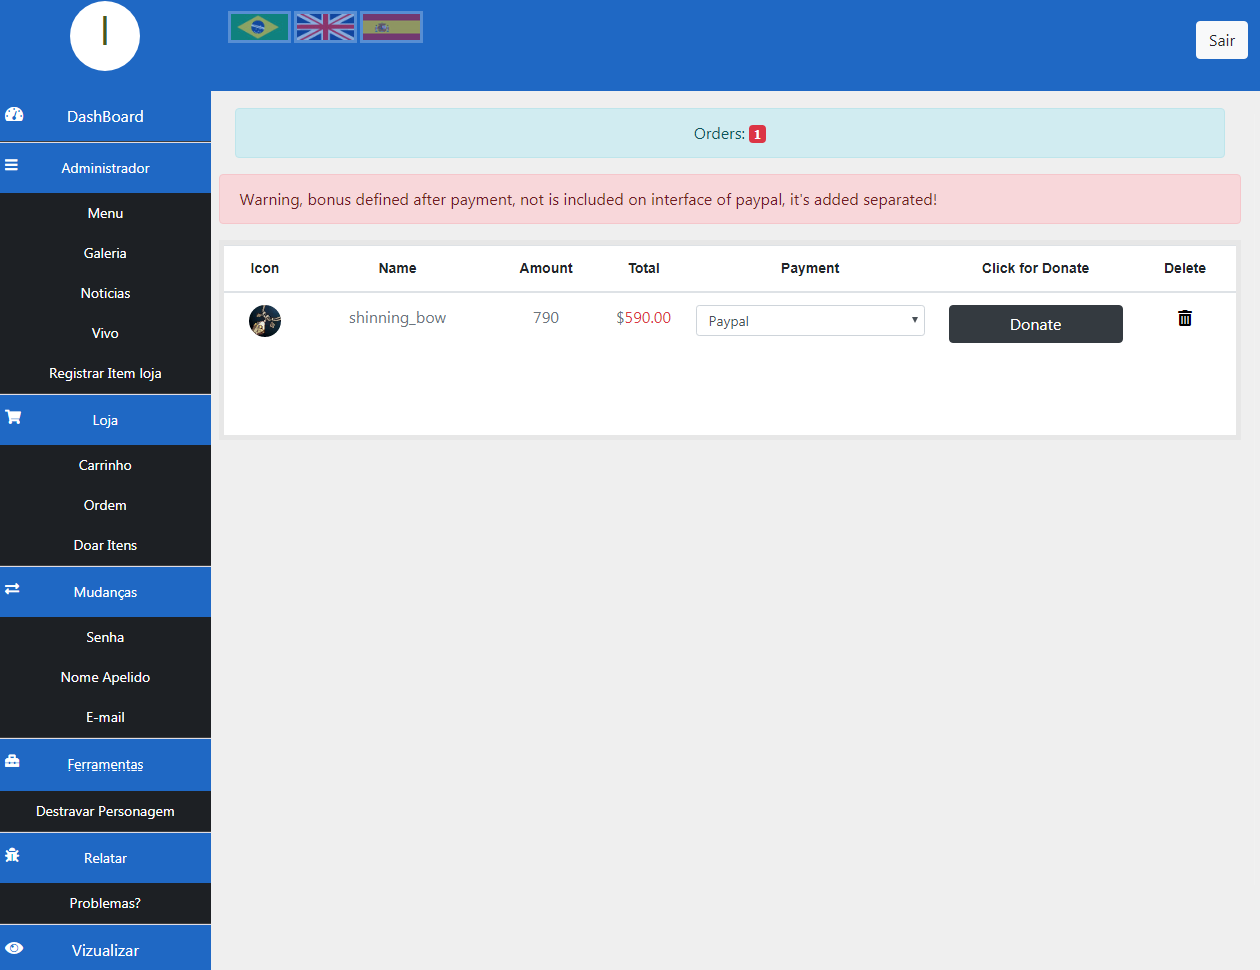 I
Sair
DashBoard
Administrador
Menu
Galeria
Noticias
Vivo
Registrar Item loja
Loja
Carrinho
Ordem
Doar Itens
Mudanças
Senha
Nome Apelido
E-mail
Ferramentas
Destravar Personagem
Relatar
Problemas?
Vizualizar
Orders: 1
Warning, bonus defined after payment, not is included on interface of paypal, it's added separated!
Icon Name Amount Total Payment Click for Donate Delete
shinning_bow 790 $590.00 Paypal Donate